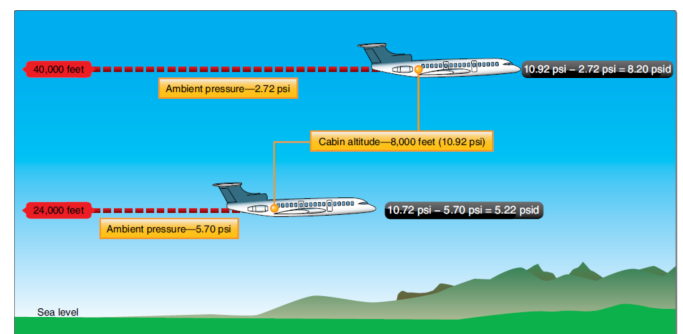 40,000 feet
10.92 psi – 2.72 psi = 8.20 psid
Ambient pressure—2.72 psi
Cabin altitude—8,000 feet (10.92 psi)
24,000 feet
10.72 psi – 5.70 psi = 5.22 psid
Ambient pressure—5.70 psi
Sea level